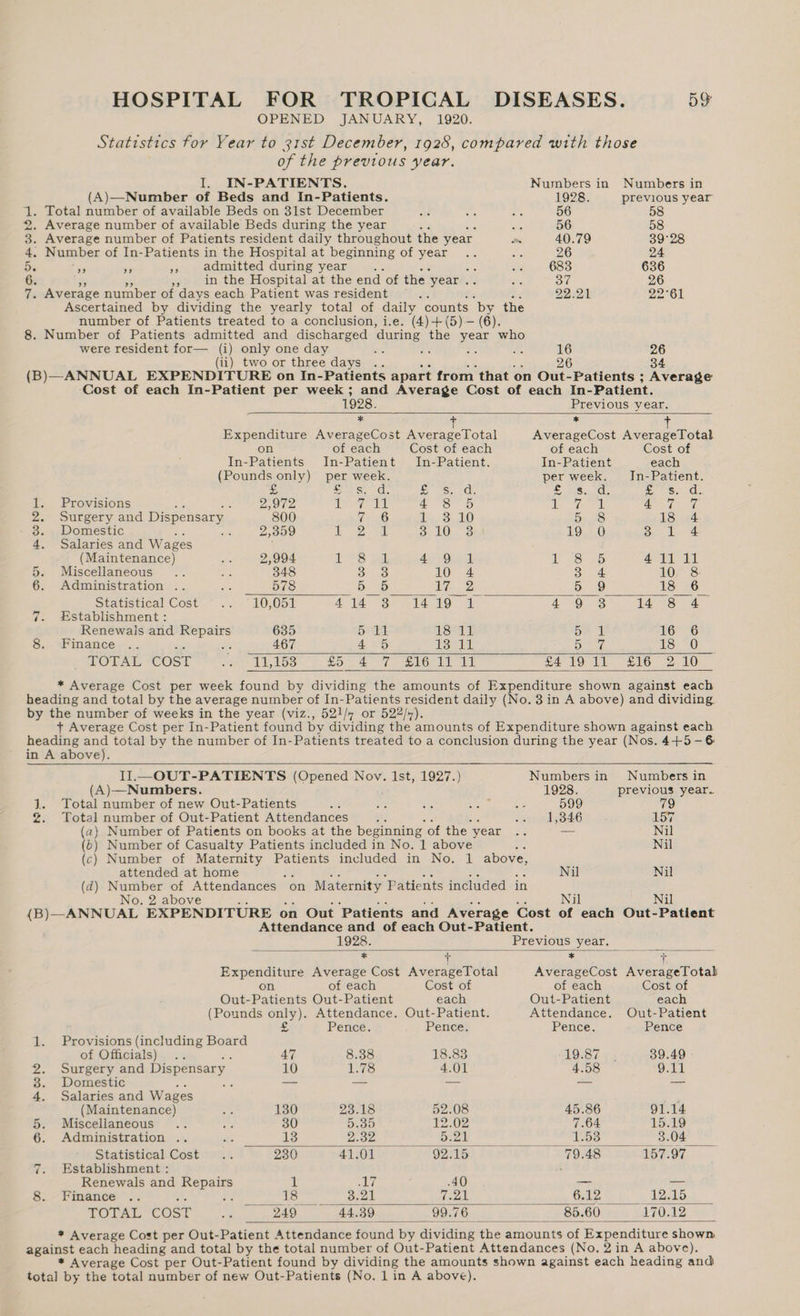 HOSPITAL FOR TROPICAL DISEASES. 59
OPENED JANUARY, 1920.
Statistics for Year to 31st December, 1928, compared with those
of the previous year.
I. IN-PATIENTS. Numbers in Numbers in
(A)—Number of Beds and In-Patients. 1928. previous year
1. Total number of available Beds on 31st December .. .. .. 56 58
2. Average number of available Beds during the year .. .. .. 56 58
3. Average number of Patients resident daily throughout the year .. 40.79 39·28
4. Number of In-Patients in the Hospital at beginning of year .. .. 26 24
5. ,, ,, ,, admitted during year .. .. .. 683 636
6. ,, ,, ,, in the Hospital at the end of the year .. .. 37 26
7. Average number of days each Patient was resident .. .. .. 22.21 22·61
Ascertained by dividing the yearly total of daily counts by the
number of Patients treated to a conclusion, i.e. (4)+(5)−(6).
8. Number of Patients admitted and discharged during the year who
were resident for— (i) only one day .. .. .. .. 16 26
(ii) two or three days .. .. .. .. 26 34
(B)—ANNUAL EXPENDITURE on In-Patients apart from that on Out-Patients ; Average
Cost of each In-Patient per week ; and Average Cost of each In-Patient.
1928. Previous year.
* † * †
Expenditure AverageCost AverageTotal AverageCost AverageTotal
on of each Cost of each of each Cost of
In-Patients In-Patient In-Patient. In-Patient each
(Pounds only) per week. per week. In-Patient.
£ £ s. d. £ s. d. £ s. d. £ s. d.
1. Provisions .. .. 2,972 1 7 11 4 8 5 1 7 1 4 7 7
2. Surgery and Dispensary 800 7 6 1 3 10 5 8 18 4
3. Domestic .. .. 2,359 1 2 1 3 10 3 19 0 3 1 4
4. Salaries and Wages
(Maintenance) .. 2,994 1 8 1 4 9 1 1 8 5 4 11 11
5. Miscellaneous .. .. 348 3 3 10 4 3 4 10 8
6. Administration .. .. 578 5 5 17 2 5 9 18 6
Statistical Cost .. 10,051 4 14 3 14 19 1 4 9 3 14 8 4
7. Establishment :
Renewals and Repairs 635 5 11 18 11 5 1 16 6
8. Finance .. .. .. 467 4 5 13 11 5 7 18 0
TOTAL COST .. 11,153 £5 4 7 £16 11 11 £4 19 11 £16 2 10
* Average Cost per week found by dividing the amounts of Expenditure shown against each
heading and total by the average number of In-Patients resident daily (No. 3 in A above) and dividing
by the number of weeks in the year (viz., 52¹/₇ or 52²/₇).
† Average Cost per In-Patient found by dividing the amounts of Expenditure shown against each
heading and total by the number of In-Patients treated to a conclusion during the year (Nos. 4+5−6
in A above).
II.—OUT-PATIENTS (Opened Nov. 1st, 1927.) Numbers in Numbers in
(A)—Numbers. 1928. previous year.
1. Total number of new Out-Patients .. .. .. .. .. 599 79
2. Total number of Out-Patient Attendances .. .. .. 1,346 157
(a) Number of Patients on books at the beginning of the year .. — Nil
(b) Number of Casualty Patients included in No. 1 above .. Nil
(c) Number of Maternity Patients included in No. 1 above,
attended at home .. .. .. .. Nil Nil
(d) Number of Attendances on Maternity Patients included in
No. 2 above .. .. .. .. .. Nil Nil
(B)—ANNUAL EXPENDITURE on Out Patients and Average Cost of each Out-Patient
Attendance and of each Out-Patient.
1928. Previous year.
* † * †
Expenditure Average Cost AverageTotal AverageCost AverageTotal
on of each Cost of of each Cost of
Out-Patients Out-Patient each Out-Patient each
(Pounds only). Attendance. Out-Patient. Attendance. Out-Patient
£ Pence. Pence. Pence. Pence
1. Provisions (including Board
of Officials) .. .. 47 8.38 18.83 19.87 39.49
2. Surgery and Dispensary 10 1.78 4.01 4.58 9.11
3. Domestic .. .. — — — — —
4. Salaries and Wages
(Maintenance) .. 130 23.18 52.08 45.86 91.14
5. Miscellaneous .. .. 30 5.35 12.02 7.64 15.19
6. Administration .. .. 13 2.32 5.21 1.53 3.04
Statistical Cost .. 230 41.01 92.15 79.48 157.97
7. Establishment :
Renewals and Repairs 1 .17 .40 — —
8. Finance .. .. .. 18 3.21 7.21 6.12 12.15
TOTAL COST .. 249 44.39 99.76 85.60 170.12
* Average Cost per Out-Patient Attendance found by dividing the amounts of Expenditure shown
against each heading and total by the total number of Out-Patient Attendances (No. 2 in A above).
* Average Cost per Out-Patient found by dividing the amounts shown against each heading and
total by the total number of new Out-Patients (No. 1 in A above).